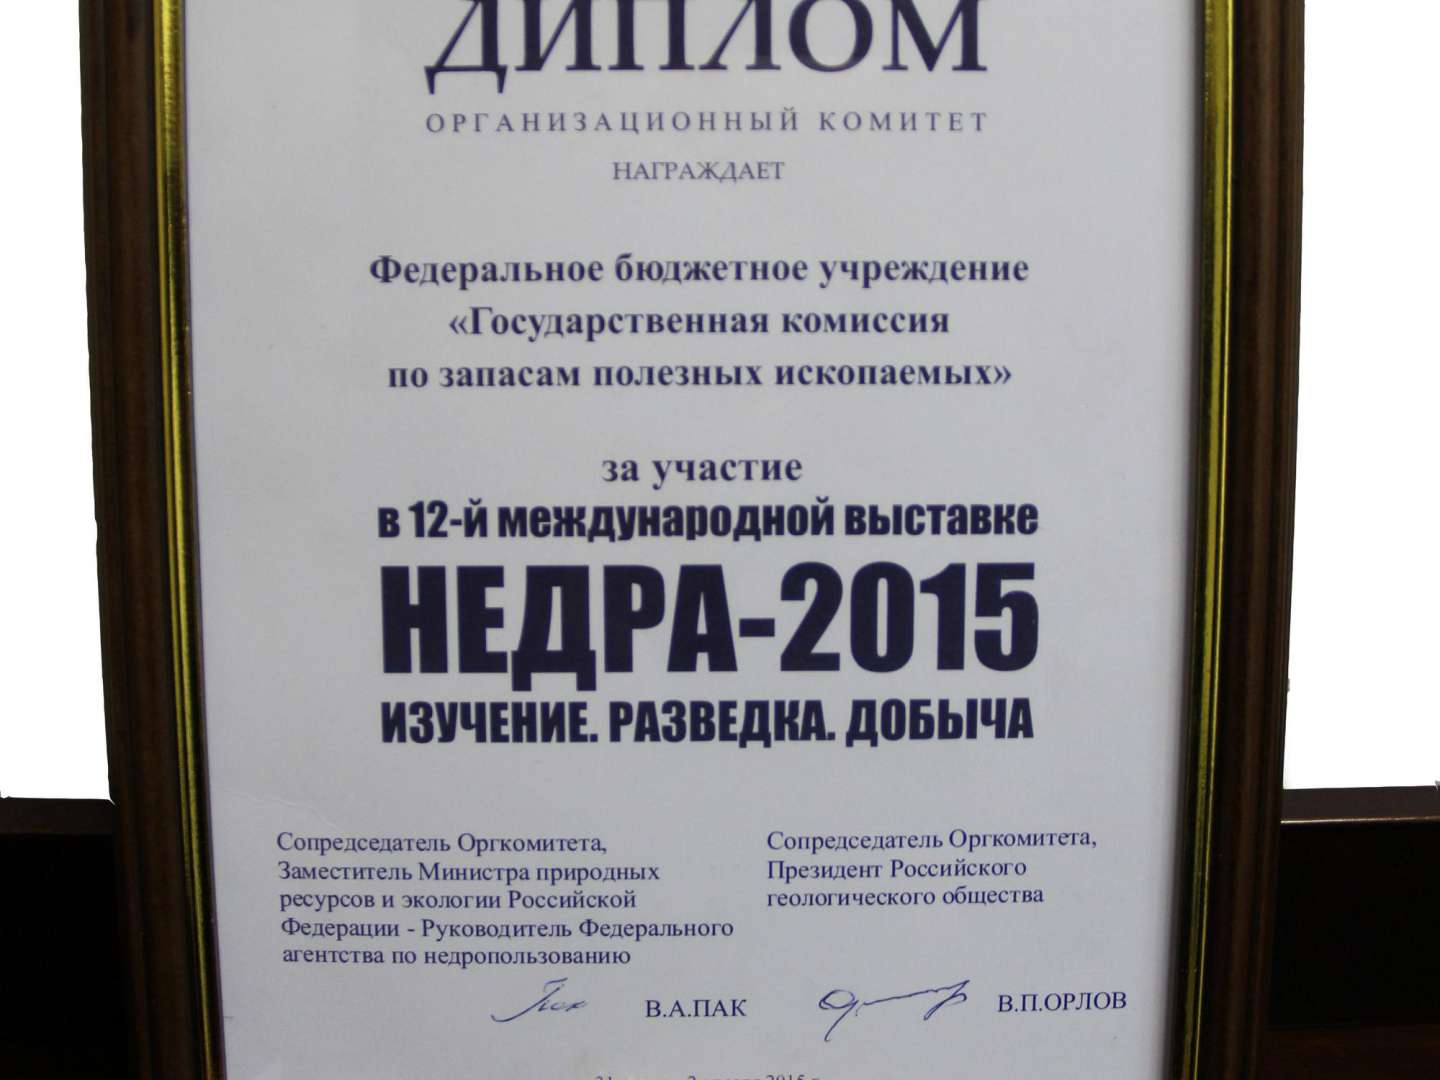 ДИПЛОМ
ОРГАНИЗАЦИОННЫЙ КОМИТЕТ
НАГРАЖДАЕТ
Федеральное бюджетное учреждение
«Государственная комиссия
по запасам полезных ископаемых»
за участие
в 12-й международной выставке
НЕДРА-2015
ИЗУЧЕНИЕ. РАЗВЕДКА. ДОБЫЧА
Сопредседатель Оргкомитета,
Заместитель Министра природных
ресурсов и экологии Российской
Федерации - Руководитель Федерального
агентства по недропользованию
В.А.ПАК
Сопредседатель Оргкомитета,
Президент Российского
геологического общества
В.П.ОРЛОВ
2015 г.